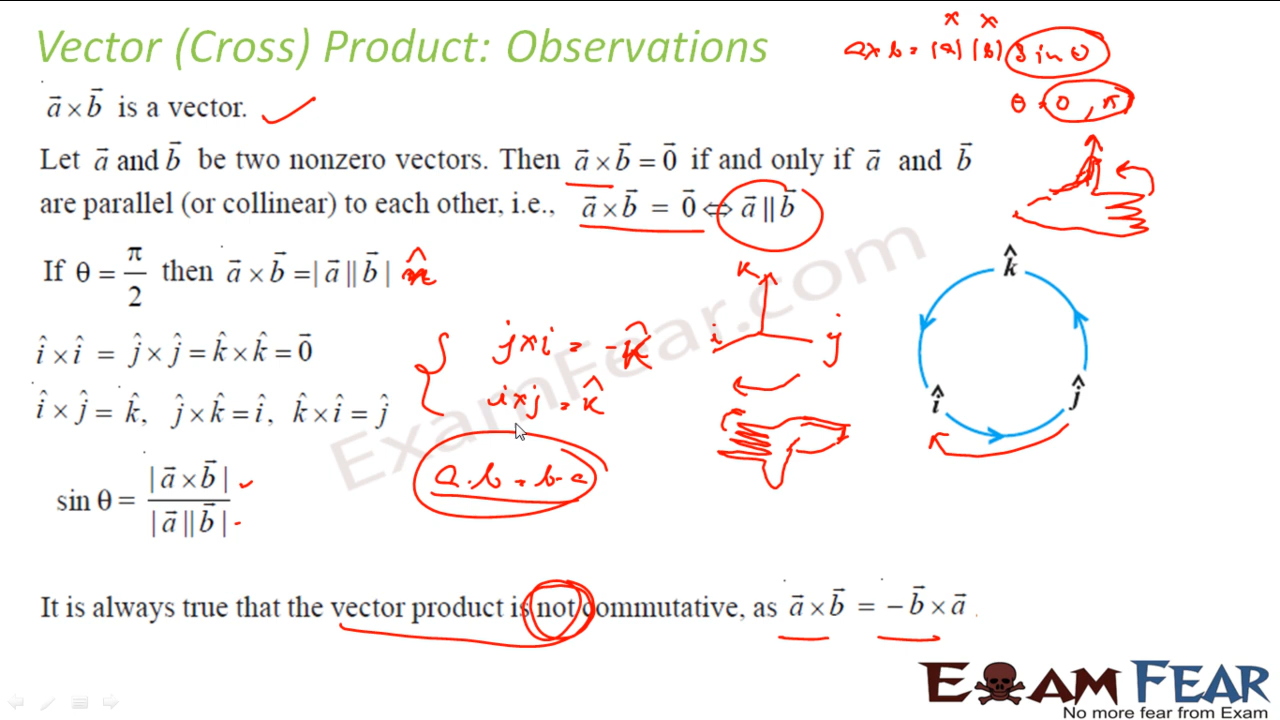 Vector (Cross) Product: Observations
x x
a×b = |a| |b| sin θ
θ = 0, π
a⃗ × b⃗ is a vector.
Let a⃗ and b⃗ be two nonzero vectors. Then a⃗ × b⃗ = 0⃗ if and only if a⃗ and b⃗
are parallel (or collinear) to each other, i.e., a⃗ × b⃗ = 0⃗ ⇔ a⃗ || b⃗
If θ = π/2 then a⃗ × b⃗ = | a⃗ || b⃗ | n̂
K
i j
k̂
î ĵ
î × î = ĵ × ĵ = k̂ × k̂ = 0⃗
j×i = -k̂
î × ĵ = k̂, ĵ × k̂ = î, k̂ × î = ĵ
i×j = k̂
sin θ = | a⃗ × b⃗ | / | a⃗ || b⃗ |
a.b = b.a
It is always true that the vector product is not commutative, as a⃗ × b⃗ = − b⃗ × a⃗
ExamFear.com
EXAM FEAR
No more fear from Exam